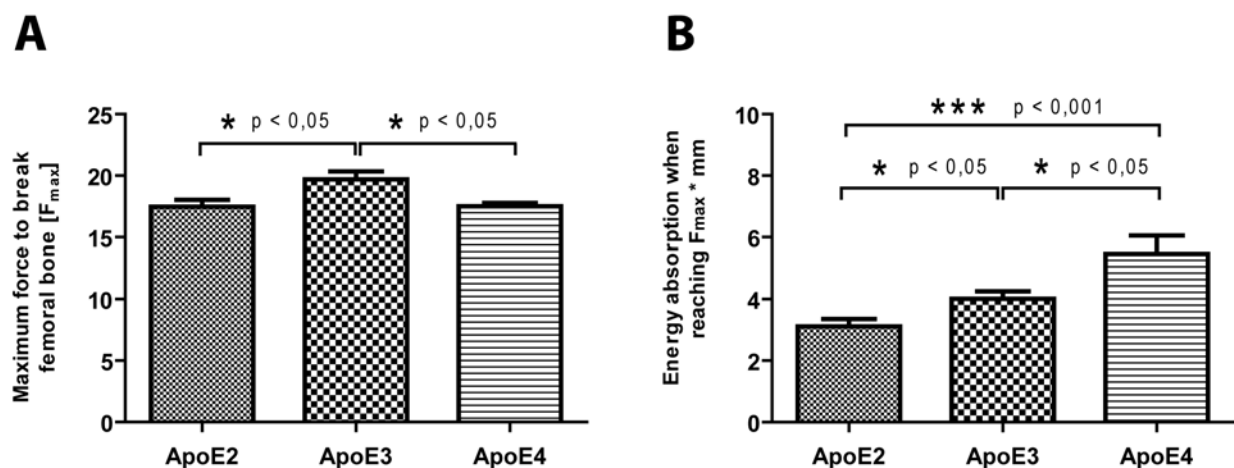 A
Maximum force to break
femoral bone [Fmax]
25
20
15
10
5
0
* p < 0,05
* p < 0,05
ApoE2
ApoE3
ApoE4
B
Energy absorption when
reaching Fmax * mm
10
8
6
4
2
0
*** p < 0,001
* p < 0,05
* p < 0,05
ApoE2
ApoE3
ApoE4